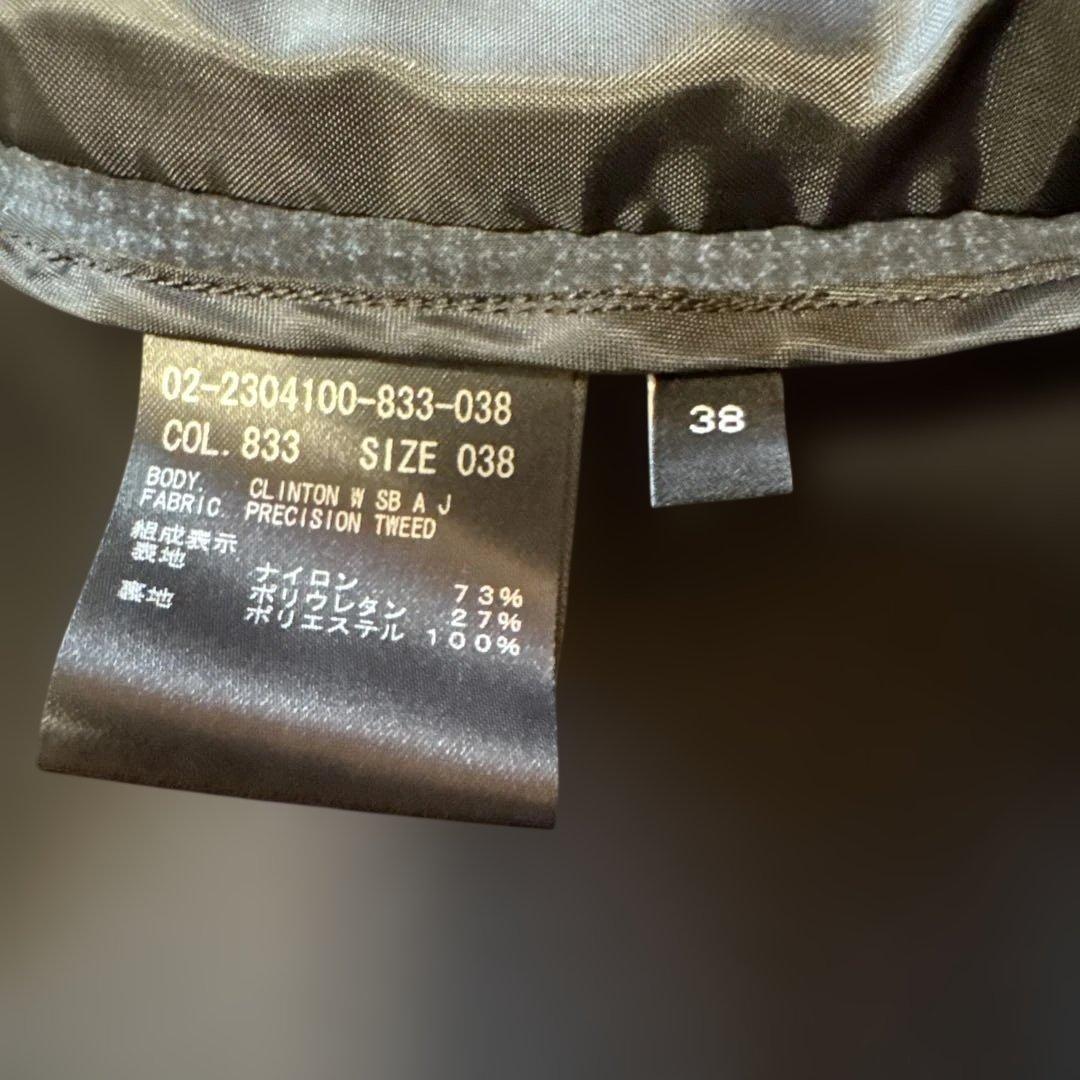 02-2304100-833-038
COL. 833 SIZE 038
BODY. CLINTON W SB A J
FABRIC. PRECISION TWEED
組成表示
表地 ナイロン 73%
ポリウレタン 27%
裏地 ポリエステル 100%
38